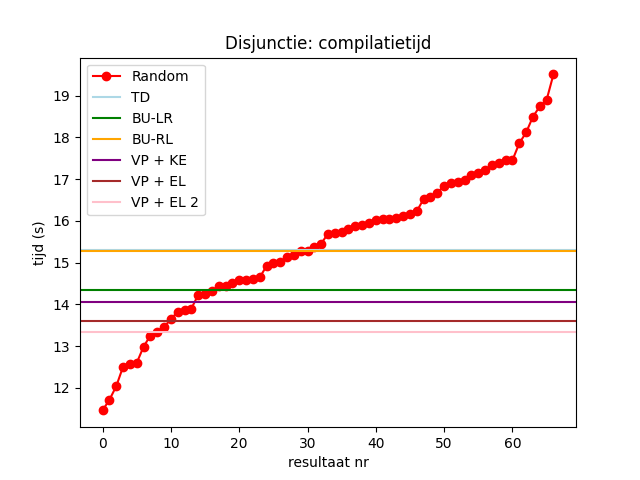 Disjunctie: compilatietijd
Random
TD
BU-LR
BU-RL
VP + KE
VP + EL
VP + EL 2
tijd (s)
19
18
17
16
15
14
13
12
0 10 20 30 40 50 60
resultaat nr